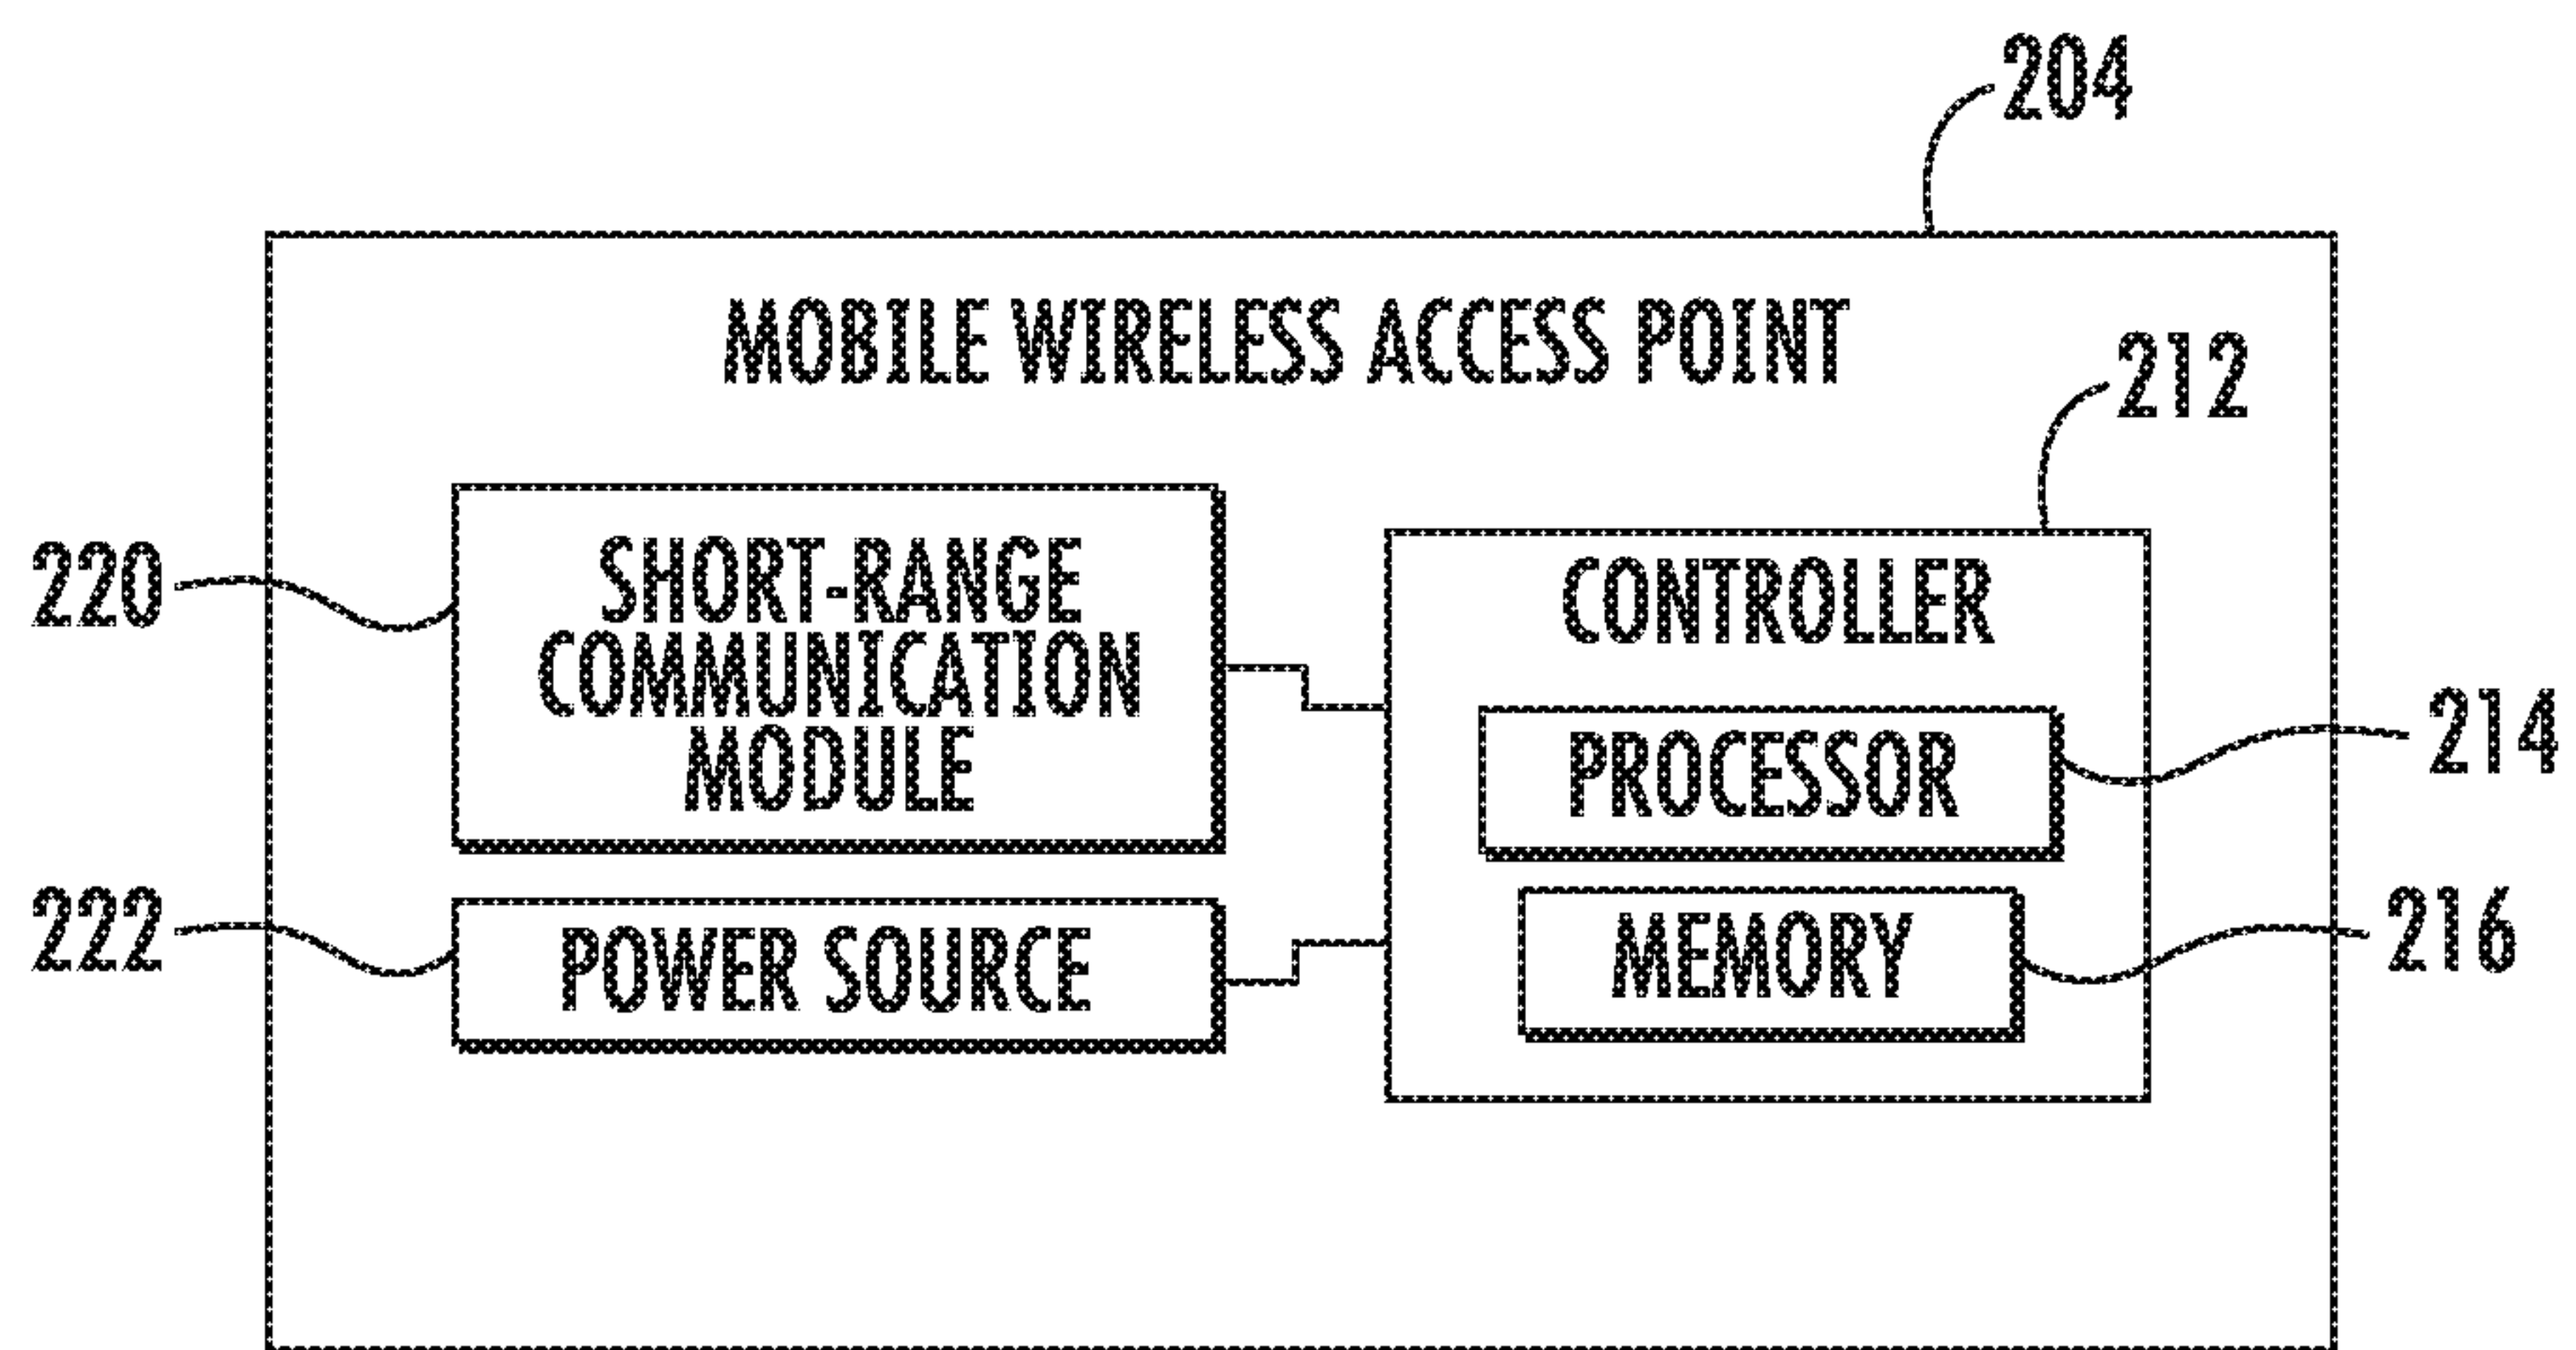 204
MOBILE WIRELESS ACCESS POINT
212
220
SHORT-RANGE
COMMUNICATION
MODULE
CONTROLLER
PROCESSOR
214
222
POWER SOURCE
MEMORY
216